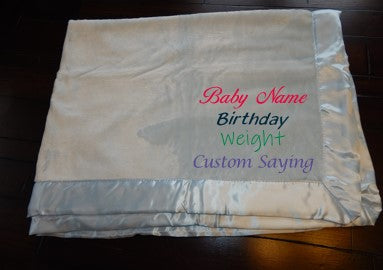 Baby Name
Birthday
Weight
Custom Saying